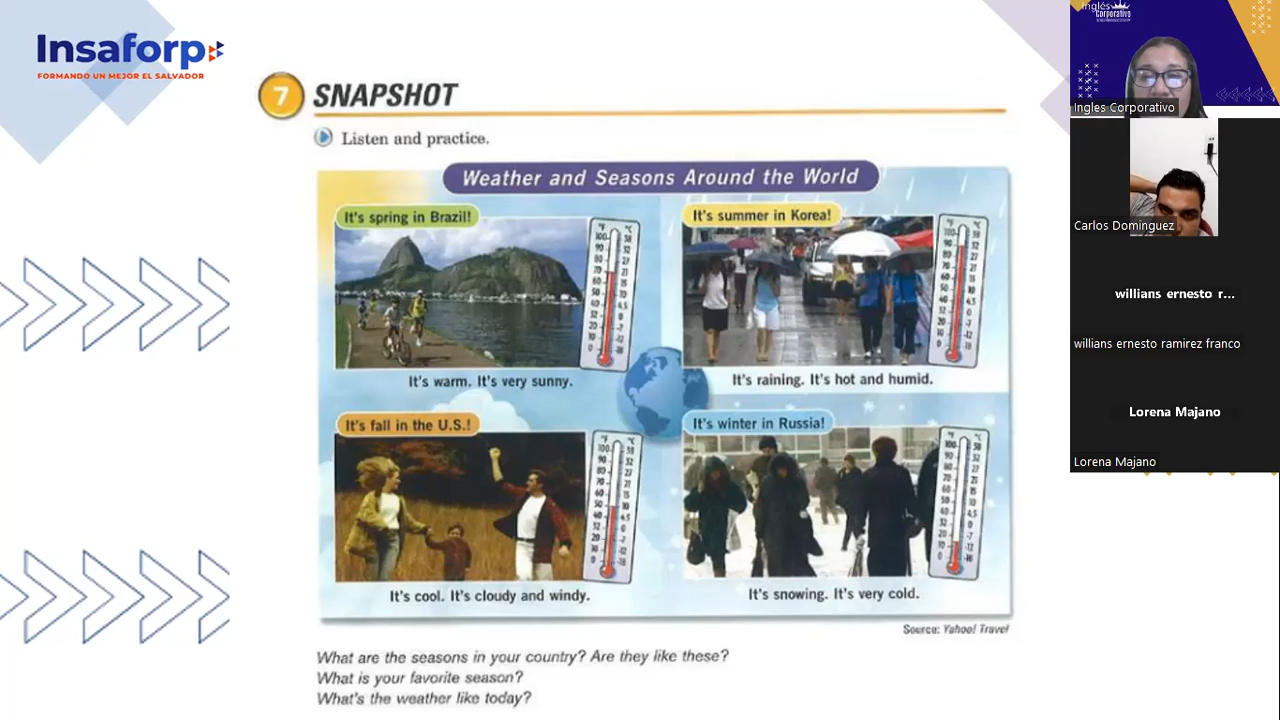 Insaforp
FORMANDO UN MEJOR EL SALVADOR
7 SNAPSHOT
Listen and practice.
Weather and Seasons Around the World
It's spring in Brazil!
It's warm. It's very sunny.
It's summer in Korea!
It's raining. It's hot and humid.
It's fall in the U.S.!
It's cool. It's cloudy and windy.
It's winter in Russia!
It's snowing. It's very cold.
Source: Yahoo! Travel
What are the seasons in your country? Are they like these?
What is your favorite season?
What's the weather like today?
Inglés
Corporativo
Ingles Corporativo
Carlos Dominguez
willians ernesto r...
willians ernesto ramirez franco
Lorena Majano
Lorena Majano